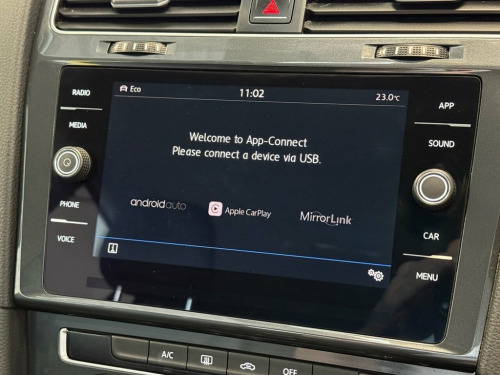 Eco
11:02
23.0°C
RADIO
MEDIA
PHONE
VOICE
Welcome to App-Connect
Please connect a device via USB.
androidauto
Apple CarPlay
MirrorLink
APP
SOUND
CAR
MENU
A/C
OFF